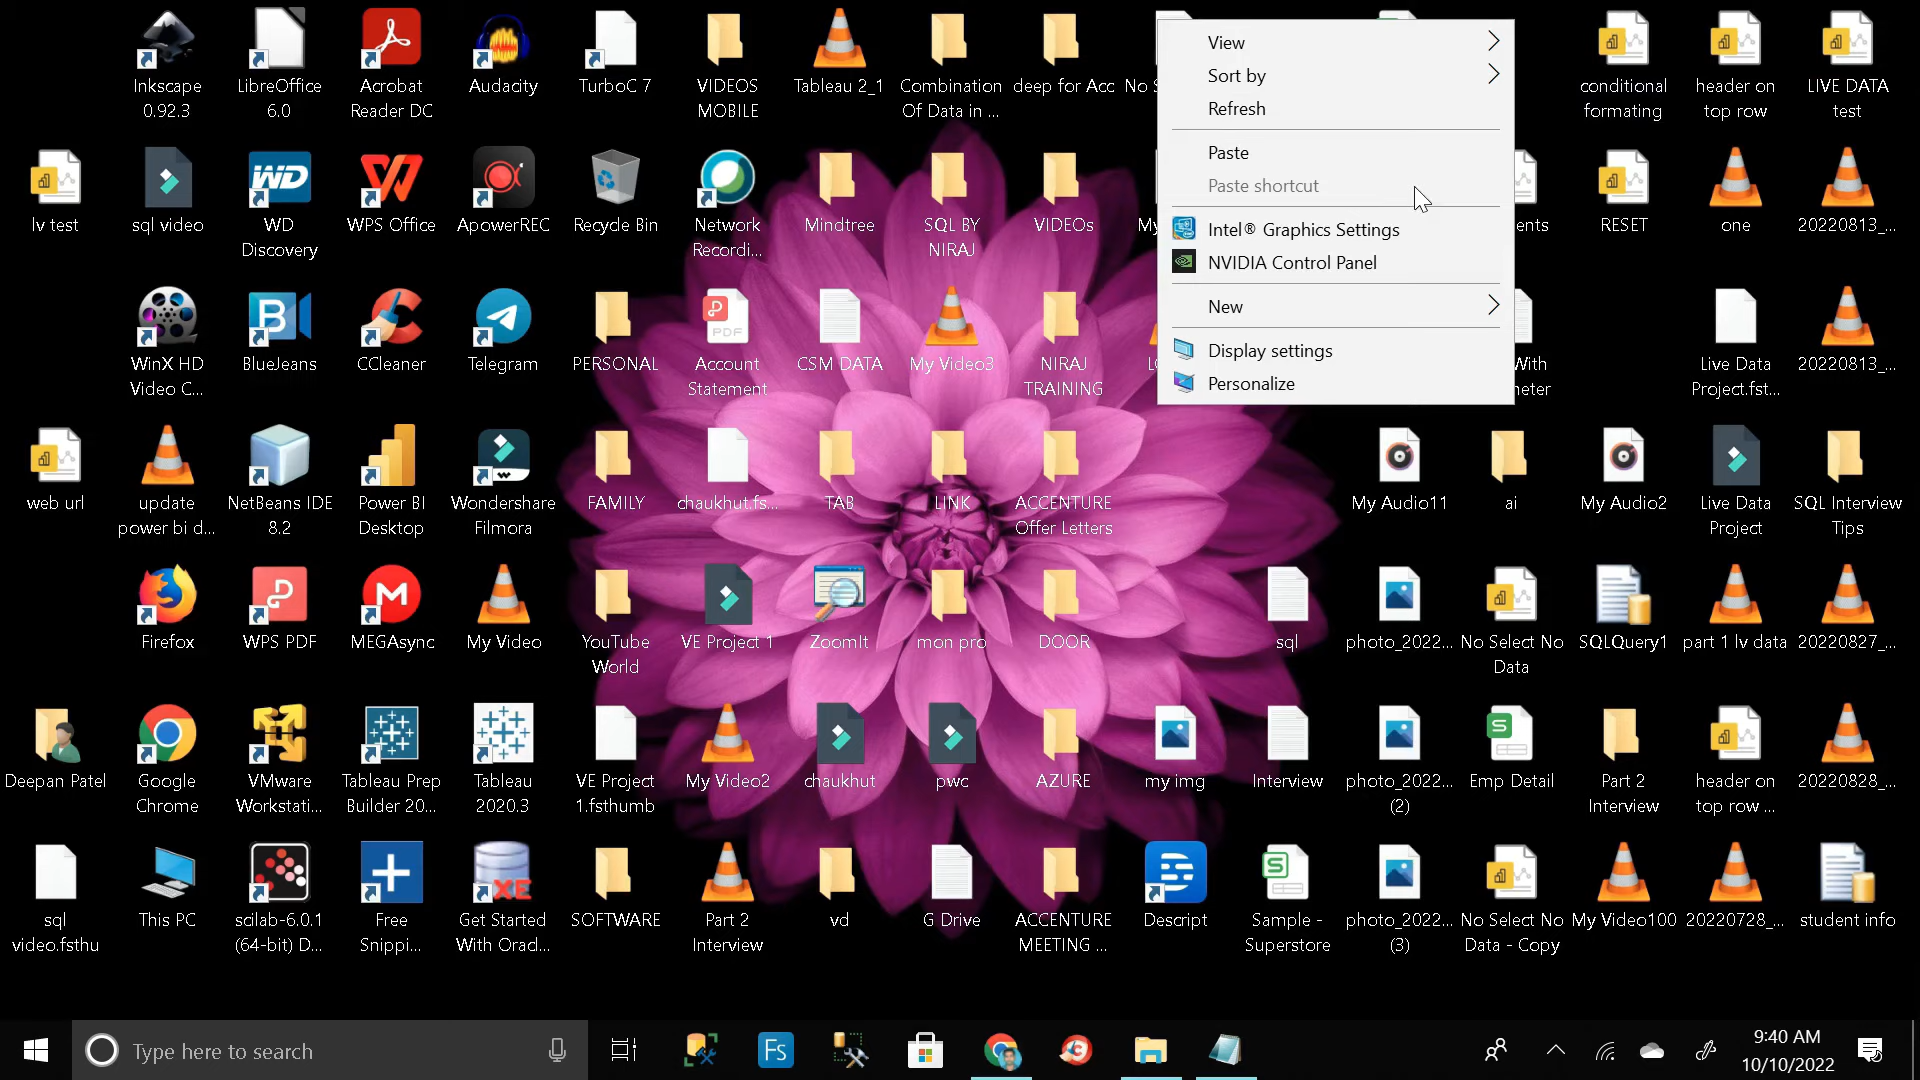 Inkscape
0.92.3
LibreOffice
6.0
Acrobat
Reader DC
Audacity
TurboC 7
VIDEOS
MOBILE
Tableau 2_1
Combination
Of Data in ...
deep for Acc
No S
conditional
formating
header on
top row
LIVE DATA
test
View
Sort by
Refresh
Paste
Paste shortcut
Intel® Graphics Settings
NVIDIA Control Panel
New
Display settings
Personalize
lv test
sql video
WD
Discovery
WPS Office
ApowerREC
Recycle Bin
Network
Recordi...
Mindtree
SQL BY
NIRAJ
VIDEOs
My
ents
RESET
one
20220813_...
WinX HD
Video C...
BlueJeans
CCleaner
Telegram
PERSONAL
PDF
Account
Statement
CSM DATA
My Video3
NIRAJ
TRAINING
With
Live Data
Project.fst...
20220813_...
web url
update
power bi d...
NetBeans IDE
8.2
Power BI
Desktop
Wondershare
Filmora
FAMILY
chaukhut.fs...
TAB
LINK
ACCENTURE
Offer Letters
My Audio11
ai
My Audio2
Live Data
Project
SQL Interview
Tips
Firefox
WPS PDF
MEGAsync
My Video
YouTube
World
VE Project 1
ZoomIt
mon pro
DOOR
sql
photo_2022...
No Select No
Data
SQLQuery1
part 1 lv data
20220827_...
Deepan Patel
Google
Chrome
VMware
Workstati...
Tableau Prep
Builder 20...
Tableau
2020.3
VE Project
1.fsthumb
My Video2
chaukhut
pwc
AZURE
my img
Interview
photo_2022...
(2)
Emp Detail
Part 2
Interview
header on
top row ...
20220828_...
sql
video.fsthu
This PC
scilab-6.0.1
(64-bit) D...
Free
Snippi...
XE
Get Started
With Oracl...
SOFTWARE
Part 2
Interview
vd
G Drive
ACCENTURE
MEETING ...
Descript
Sample -
Superstore
photo_2022...
(3)
No Select No
Data - Copy
My Video100
20220728_...
student info
Type here to search
Fs
9:40 AM
10/10/2022